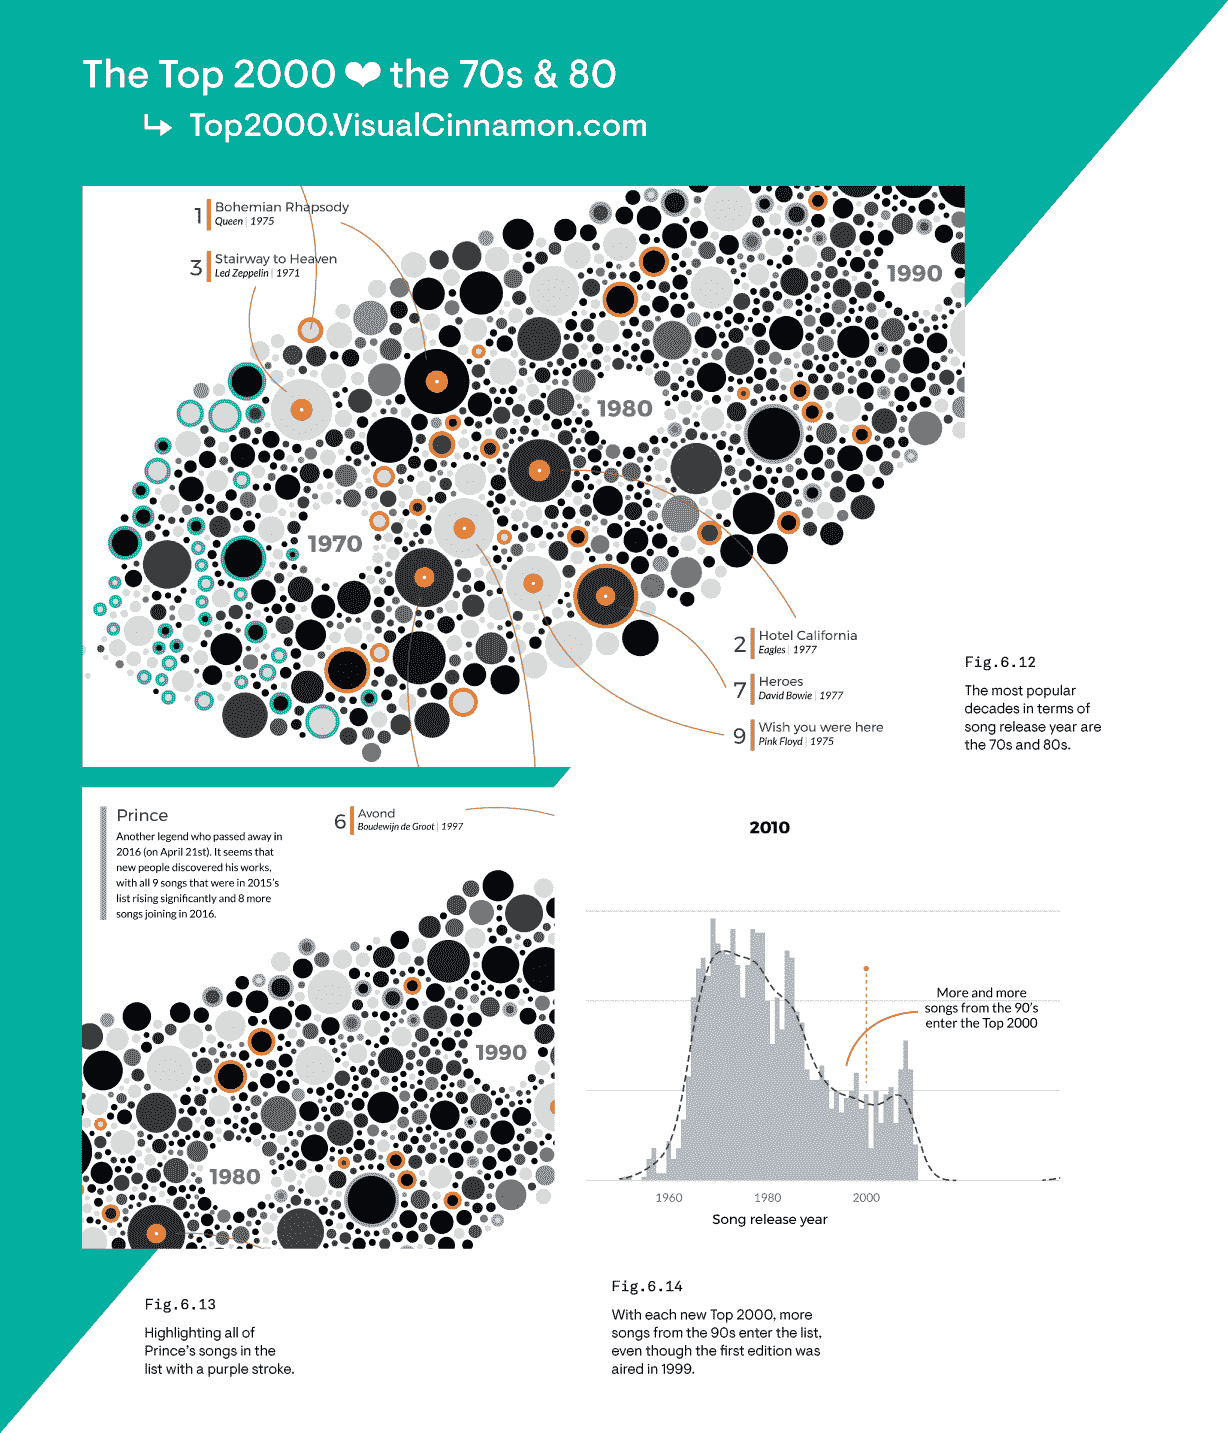 The Top 2000 ❤ the 70s & 80
↳ Top2000.VisualCinnamon.com
1 Bohemian Rhapsody
Queen | 1975
3 Stairway to Heaven
Led Zeppelin | 1971
1990
1980
1970
2 Hotel California
Eagles | 1977
7 Heroes
David Bowie | 1977
9 Wish you were here
Pink Floyd | 1975
Fig.6.12
The most popular
decades in terms of
song release year are
the 70s and 80s.
Prince
Another legend who passed away in
2016 (on April 21st). It seems that
new people discovered his works,
with all 9 songs that were in 2015's
list rising significantly and 8 more
songs joining in 2016.
6 Avond
Boudewijn de Groot | 1997
1990
1980
2010
More and more
songs from the 90's
enter the Top 2000
1960 1980 2000
Song release year
Fig.6.13
Highlighting all of
Prince's songs in the
list with a purple stroke.
Fig.6.14
With each new Top 2000, more
songs from the 90s enter the list,
even though the first edition was
aired in 1999.